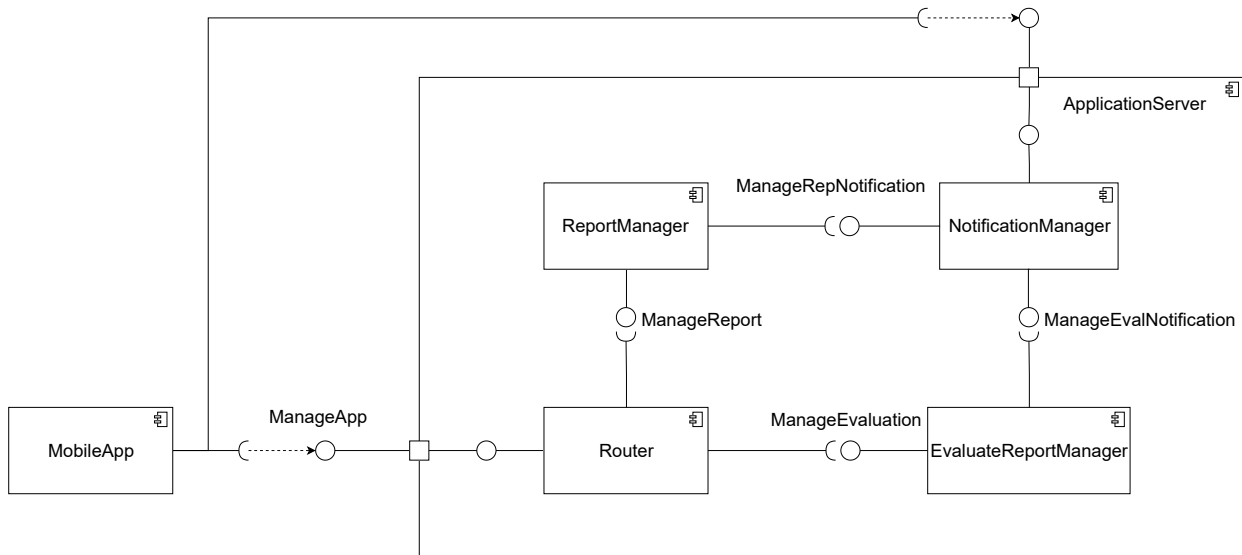 ApplicationServer
ManageRepNotification
ReportManager
NotificationManager
ManageReport
ManageEvalNotification
ManageApp
ManageEvaluation
MobileApp
Router
EvaluateReportManager